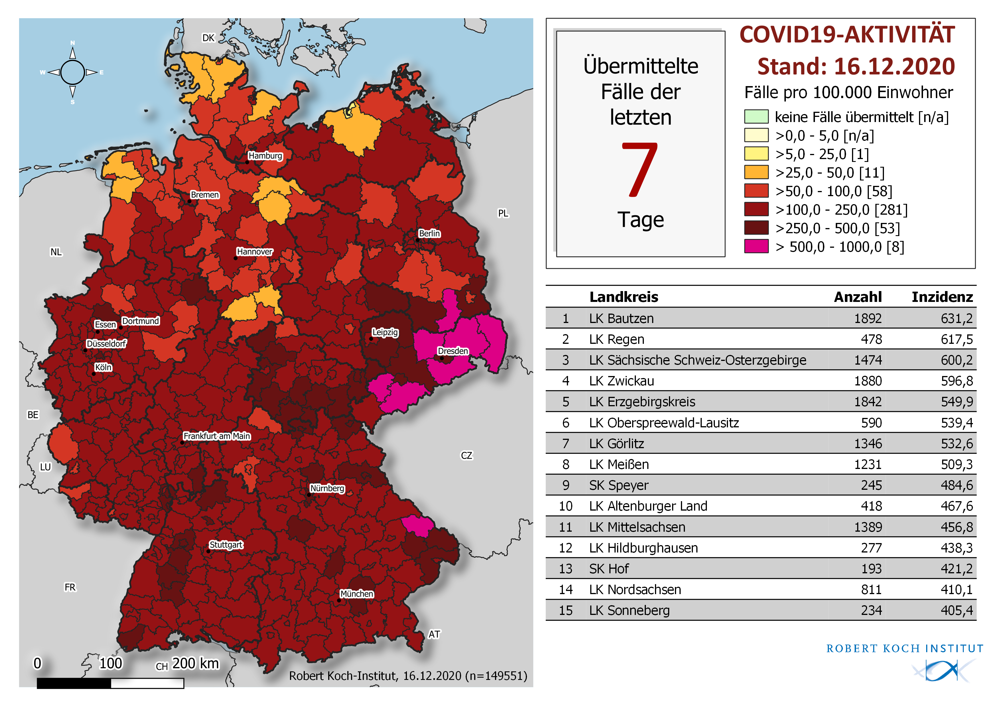 N
W
E
S
DK
Hamburg
Bremen
PL
Berlin
NL
Hannover
Dortmund
Essen
Düsseldorf
Leipzig
Dresden
Köln
BE
Frankfurt am Main
LU
CZ
Nürnberg
Stuttgart
FR
München
AT
0
100
CH
200 km
Robert Koch-Institut, 16.12.2020 (n=149551)
Übermittelte
Fälle der
letzten
7
Tage
COVID19-AKTIVITÄT
Stand: 16.12.2020
Fälle pro 100.000 Einwohner
keine Fälle übermittelt [n/a]
>0,0 - 5,0 [n/a]
>5,0 - 25,0 [1]
>25,0 - 50,0 [11]
>50,0 - 100,0 [58]
>100,0 - 250,0 [281]
>250,0 - 500,0 [53]
> 500,0 - 1000,0 [8]
Landkreis Anzahl Inzidenz
1 LK Bautzen 1892 631,2
2 LK Regen 478 617,5
3 LK Sächsische Schweiz-Osterzgebirge 1474 600,2
4 LK Zwickau 1880 596,8
5 LK Erzgebirgskreis 1842 549,9
6 LK Oberspreewald-Lausitz 590 539,4
7 LK Görlitz 1346 532,6
8 LK Meißen 1231 509,3
9 SK Speyer 245 484,6
10 LK Altenburger Land 418 467,6
11 LK Mittelsachsen 1389 456,8
12 LK Hildburghausen 277 438,3
13 SK Hof 193 421,2
14 LK Nordsachsen 811 410,1
15 LK Sonneberg 234 405,4
ROBERT KOCH INSTITUT